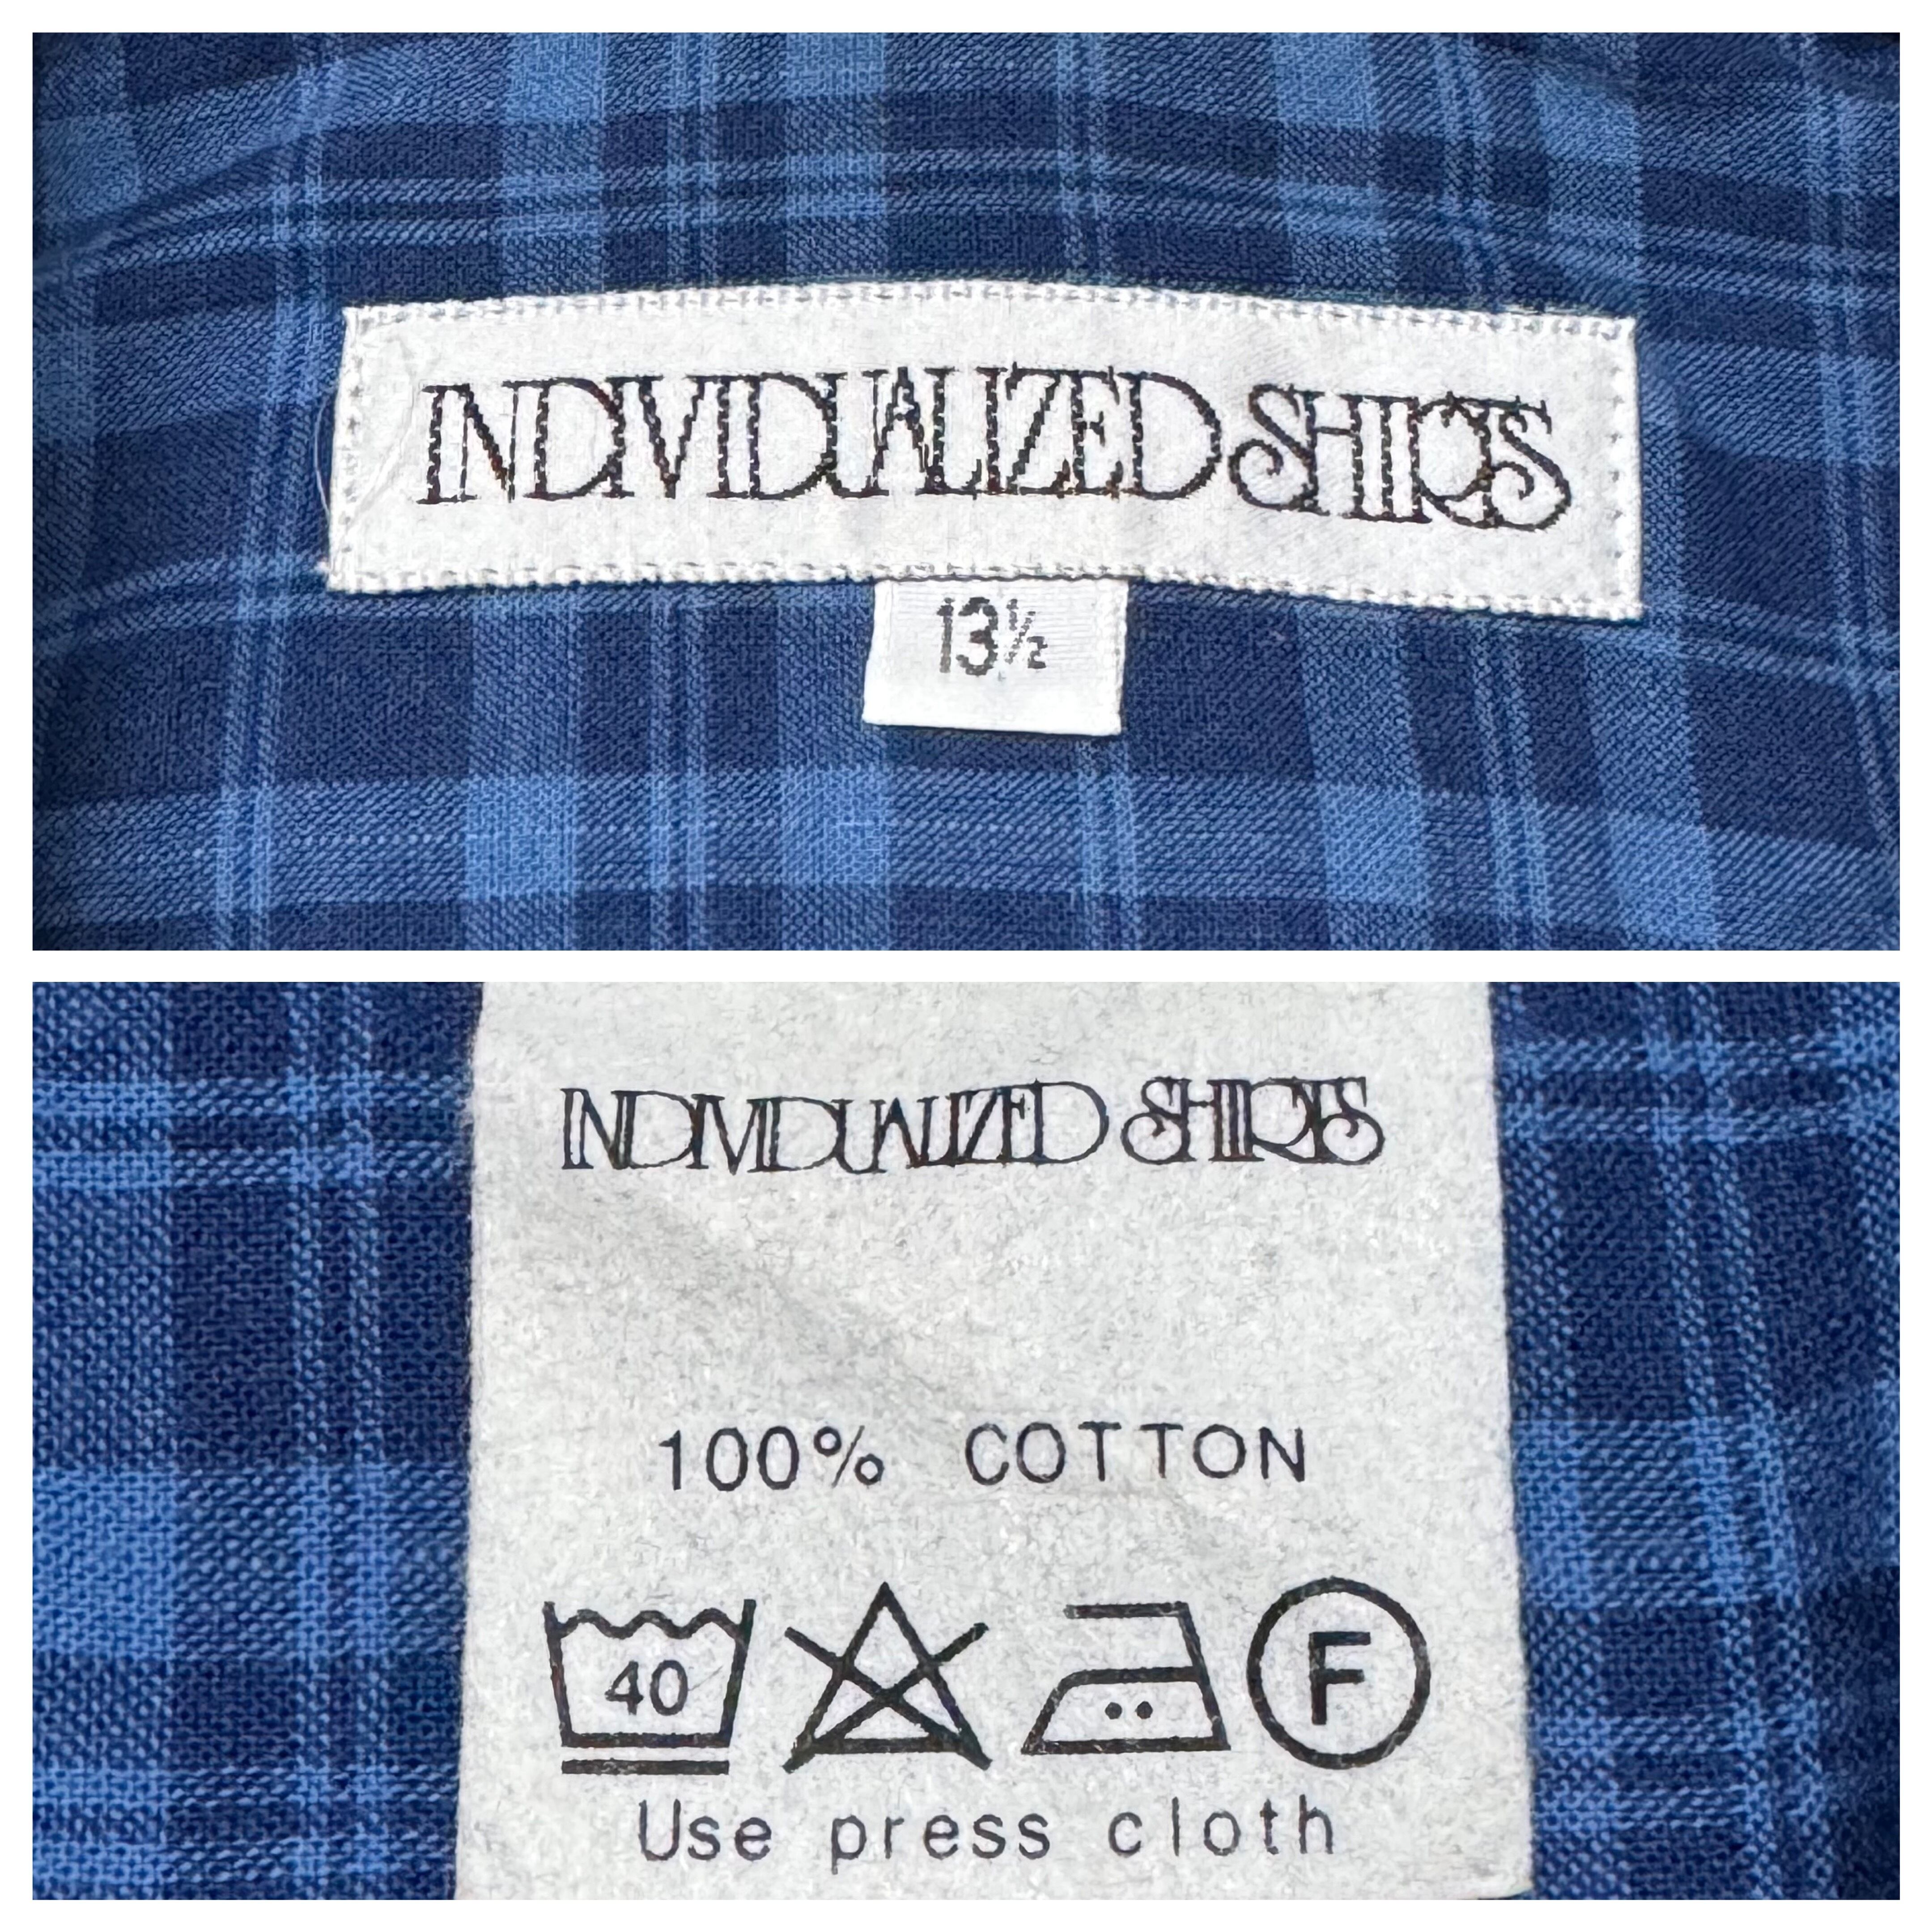 INDIVIDUALIZED SHIRTS
13½
INDIVIDUALIZED SHIRTS
100% COTTON
40
F
Use press cloth